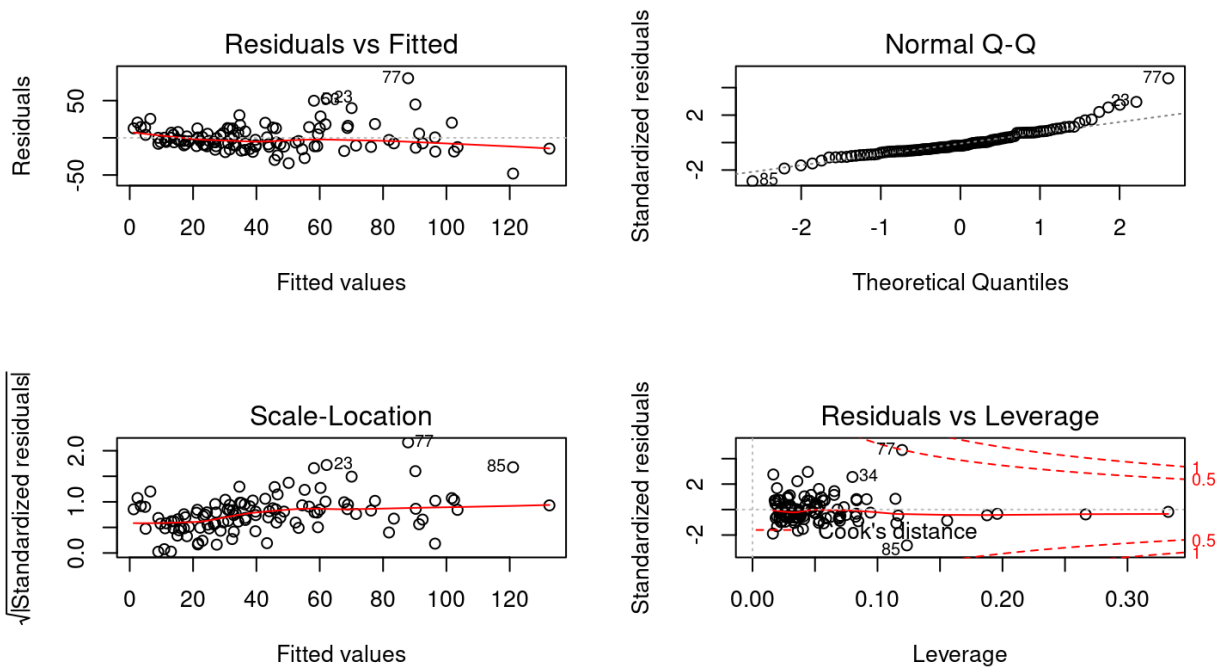 Residuals vs Fitted
Residuals
50
0
-50
77
23
0 20 40 60 80 100 120
Fitted values
Normal Q-Q
Standardized residuals
2
-2
77
23
85
-2 -1 0 1 2
Theoretical Quantiles
Scale-Location
√|Standardized residuals|
2.0
1.0
0.0
77
23
85
0 20 40 60 80 100 120
Fitted values
Residuals vs Leverage
Standardized residuals
2
-2
77
34
85
Cook's distance
1
0.5
0.5
1
0.00 0.10 0.20 0.30
Leverage